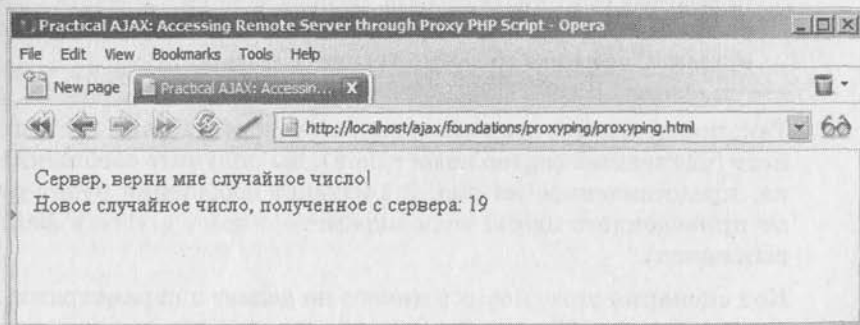 Practical AJAX: Accessing Remote Server through Proxy PHP Script - Opera
File Edit View Bookmarks Tools Help
New page Practical AJAX: Accessin... X
http://localhost/ajax/foundations/proxyping/proxyping.html
Сервер, верни мне случайное число!
Новое случайное число, полученное с сервера: 19